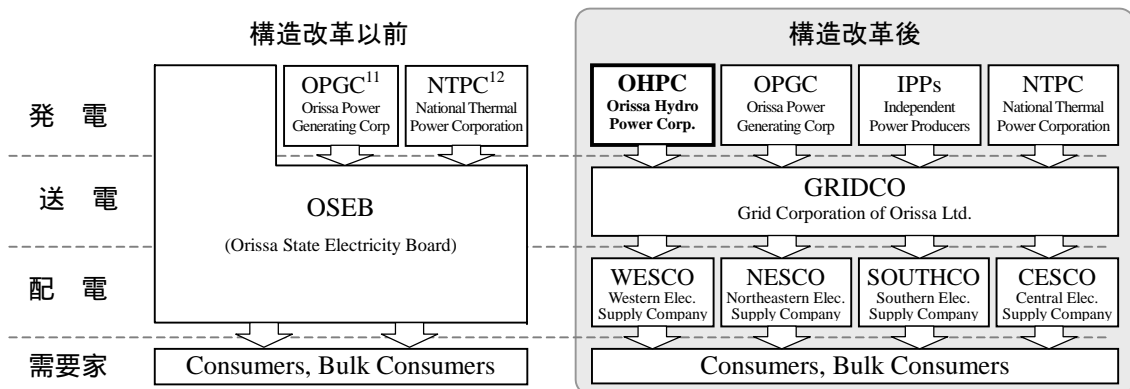 構造改革以前
構造改革後
発 電
OPGC11
Orissa Power
Generating Corp
NTPC12
National Thermal
Power Corporation
OHPC
Orissa Hydro
Power Corp.
OPGC
Orissa Power
Generating Corp
IPPs
Independent
Power Producers
NTPC
National Thermal
Power Corporation
送 電
OSEB
(Orissa State Electricity Board)
GRIDCO
Grid Corporation of Orissa Ltd.
配 電
WESCO
Western Elec.
Supply Company
NESCO
Northeastern Elec.
Supply Company
SOUTHCO
Southern Elec.
Supply Company
CESCO
Central Elec.
Supply Company
需要家
Consumers, Bulk Consumers
Consumers, Bulk Consumers